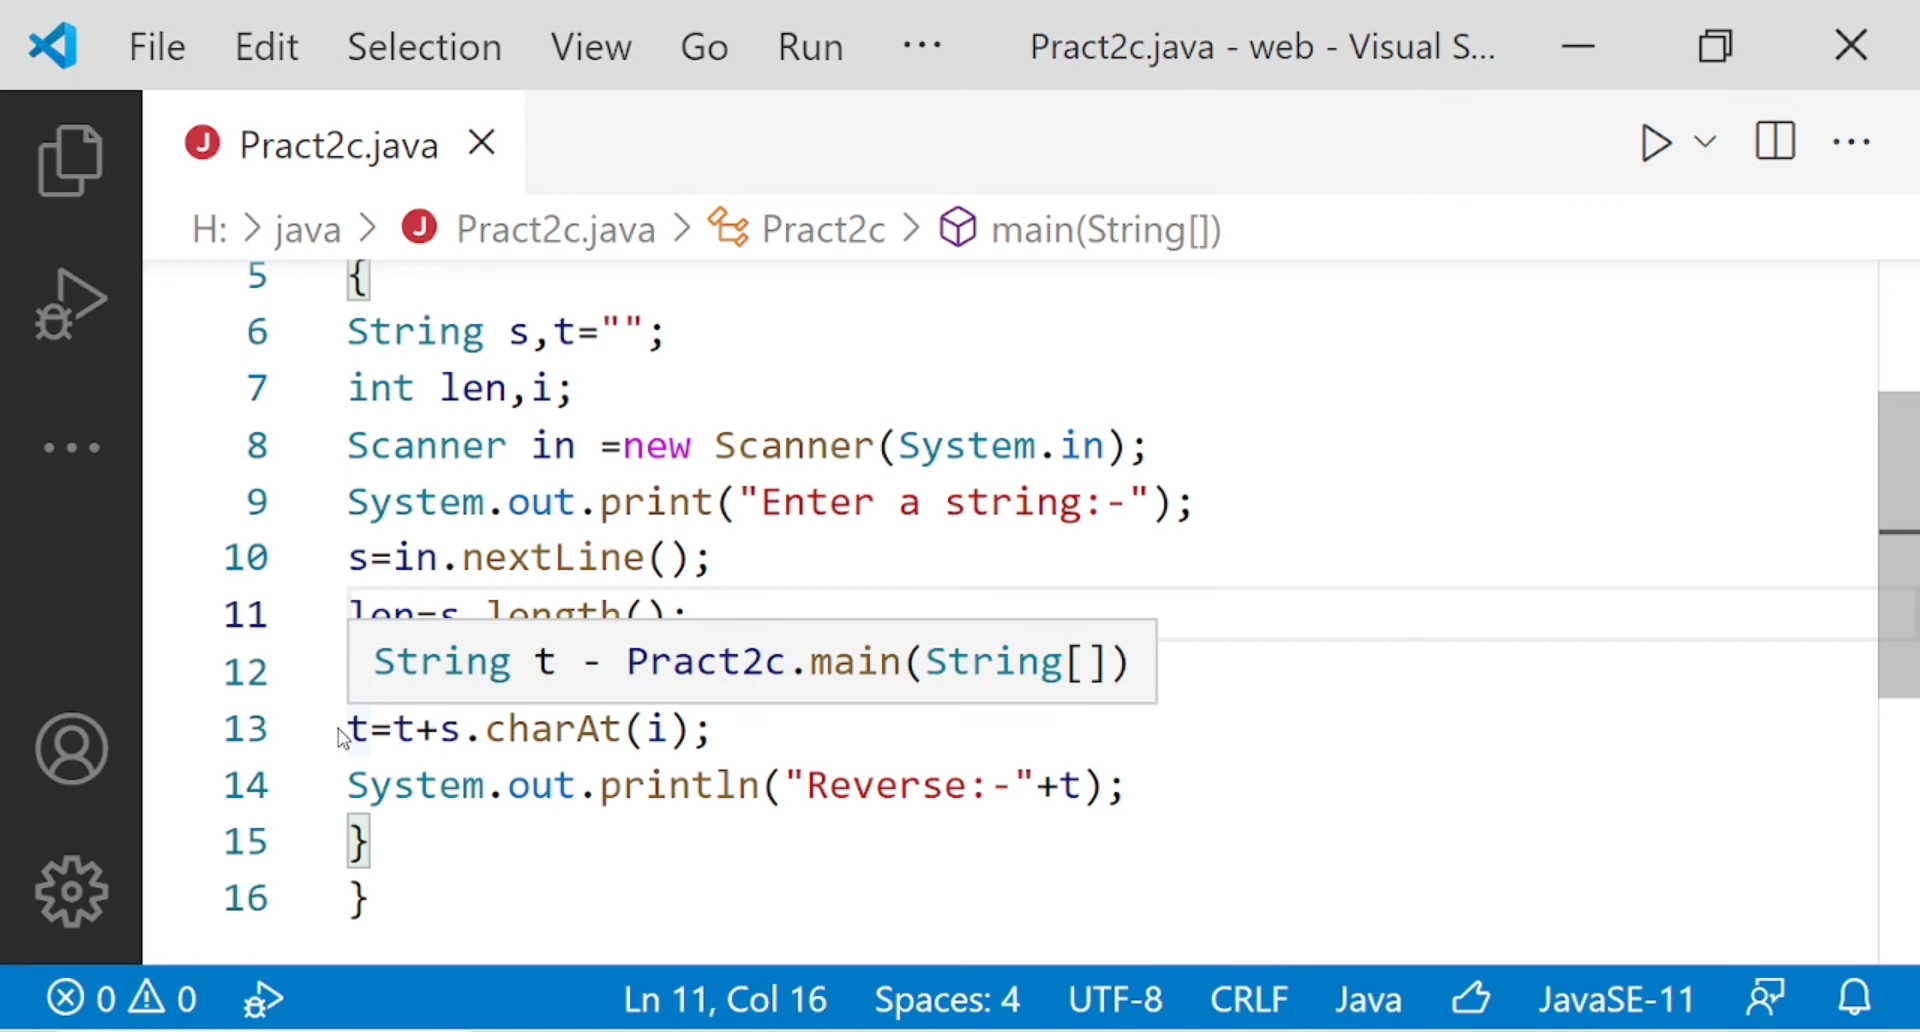 File Edit Selection View Go Run ··· Pract2c.java - web - Visual S...
J Pract2c.java
H: > java > J Pract2c.java > Pract2c > main(String[])
5 {
6 String s,t="";
7 int len,i;
8 Scanner in =new Scanner(System.in);
9 System.out.print("Enter a string:-");
10 s=in.nextLine();
11 len=s.length();
String t - Pract2c.main(String[])
12
13 t=t+s.charAt(i);
14 System.out.println("Reverse:-"+t);
15 }
16 }
0 0 Ln 11, Col 16 Spaces: 4 UTF-8 CRLF Java JavaSE-11